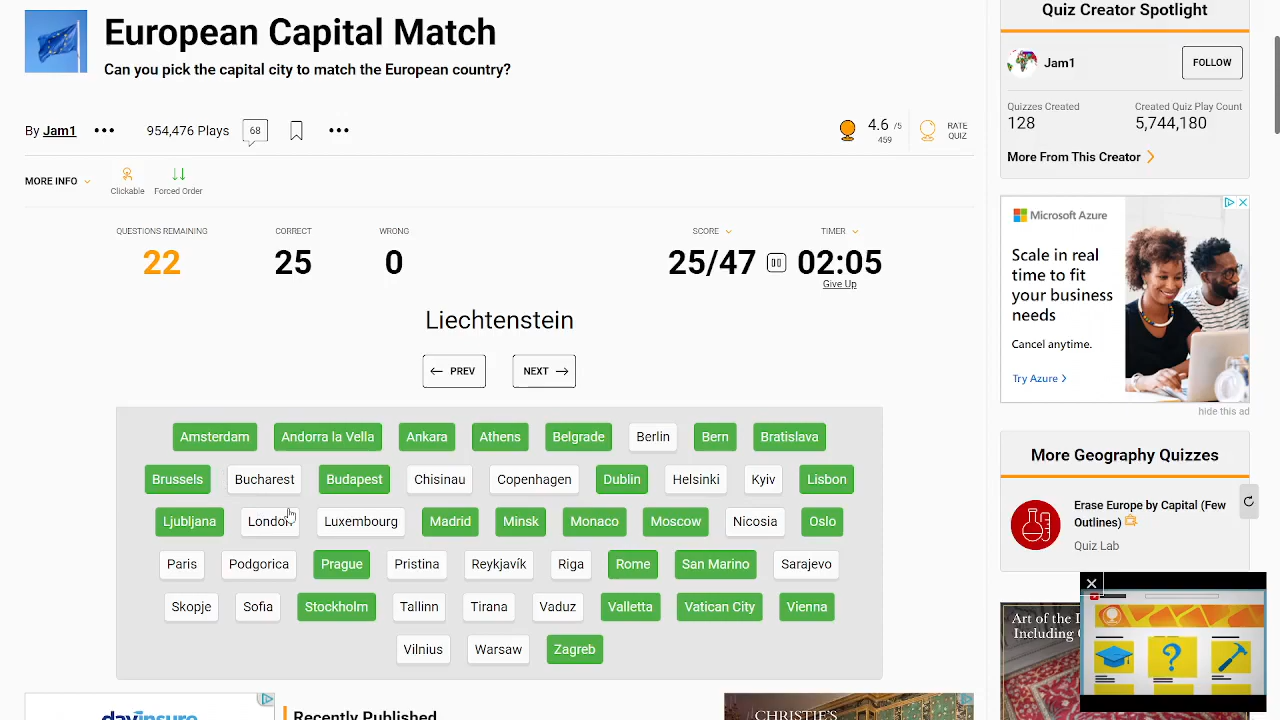 European Capital Match
Can you pick the capital city to match the European country?
By Jam1 ••• 954,476 Plays 68 •••
4.6 /5
459
RATE
QUIZ
MORE INFO
Clickable
Forced Order
QUESTIONS REMAINING
22
CORRECT
25
WRONG
0
SCORE
25/47
TIMER
02:05
Give Up
Liechtenstein
← PREV
NEXT →
Amsterdam Andorra la Vella Ankara Athens Belgrade Berlin Bern Bratislava
Brussels Bucharest Budapest Chisinau Copenhagen Dublin Helsinki Kyiv Lisbon
Ljubljana London Luxembourg Madrid Minsk Monaco Moscow Nicosia Oslo
Paris Podgorica Prague Pristina Reykjavík Riga Rome San Marino Sarajevo
Skopje Sofia Stockholm Tallinn Tirana Vaduz Valletta Vatican City Vienna
Vilnius Warsaw Zagreb
Recently Published
Quiz Creator Spotlight
Jam1
FOLLOW
Quizzes Created
128
Created Quiz Play Count
5,744,180
More From This Creator
Microsoft Azure
Scale in real
time to fit
your business
needs
Cancel anytime.
Try Azure >
hide this ad
More Geography Quizzes
Erase Europe by Capital (Few
Outlines)
Quiz Lab
Art of the
Including
CHRISTIE'S